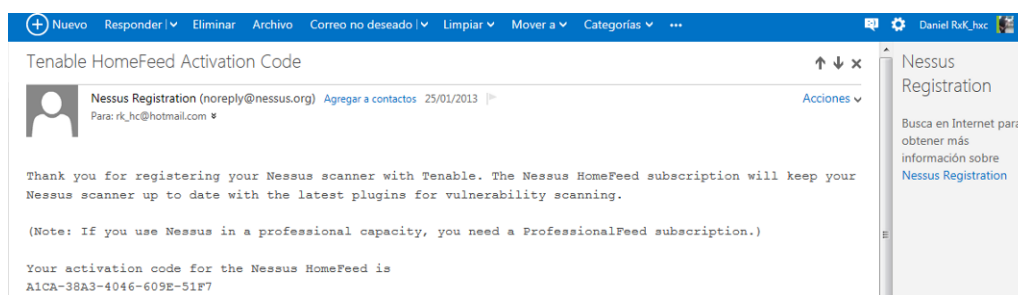 Nuevo Responder Eliminar Archivo Correo no deseado Limpiar Mover a Categorías ... Daniel RxK_hxc
Tenable HomeFeed Activation Code
Nessus Registration (noreply@nessus.org) Agregar a contactos 25/01/2013
Acciones
Para: rk_hc@hotmail.com
Thank you for registering your Nessus scanner with Tenable. The Nessus HomeFeed subscription will keep your
Nessus scanner up to date with the latest plugins for vulnerability scanning.
(Note: If you use Nessus in a professional capacity, you need a ProfessionalFeed subscription.)
Your activation code for the Nessus HomeFeed is
A1CA-38A3-4046-609E-51F7
Nessus
Registration
Busca en Internet para
obtener más
información sobre
Nessus Registration